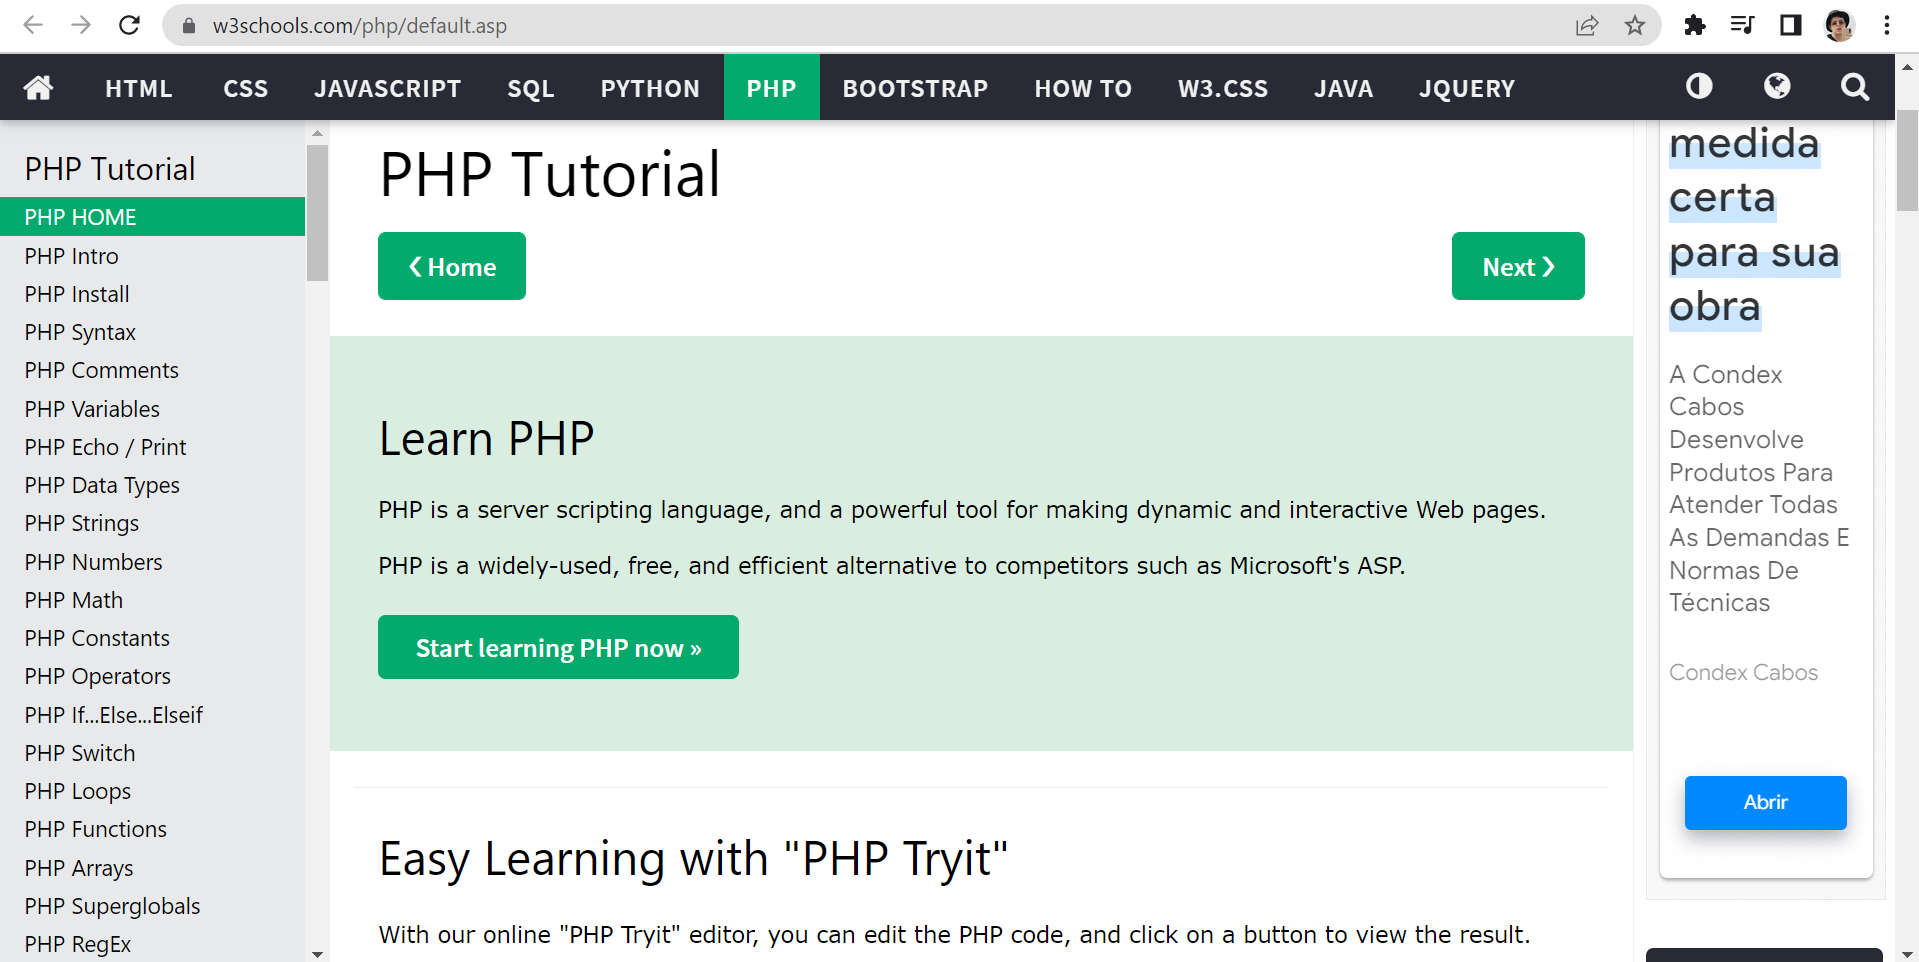 w3schools.com/php/default.asp
HTML CSS JAVASCRIPT SQL PYTHON PHP BOOTSTRAP HOW TO W3.CSS JAVA JQUERY
PHP Tutorial
PHP HOME
PHP Intro
PHP Install
PHP Syntax
PHP Comments
PHP Variables
PHP Echo / Print
PHP Data Types
PHP Strings
PHP Numbers
PHP Math
PHP Constants
PHP Operators
PHP If...Else...Elseif
PHP Switch
PHP Loops
PHP Functions
PHP Arrays
PHP Superglobals
PHP RegEx
PHP Tutorial
❮ Home
Next ❯
Learn PHP
PHP is a server scripting language, and a powerful tool for making dynamic and interactive Web pages.
PHP is a widely-used, free, and efficient alternative to competitors such as Microsoft's ASP.
Start learning PHP now »
Easy Learning with "PHP Tryit"
With our online "PHP Tryit" editor, you can edit the PHP code, and click on a button to view the result.
medida
certa
para sua
obra
A Condex
Cabos
Desenvolve
Produtos Para
Atender Todas
As Demandas E
Normas De
Técnicas
Condex Cabos
Abrir